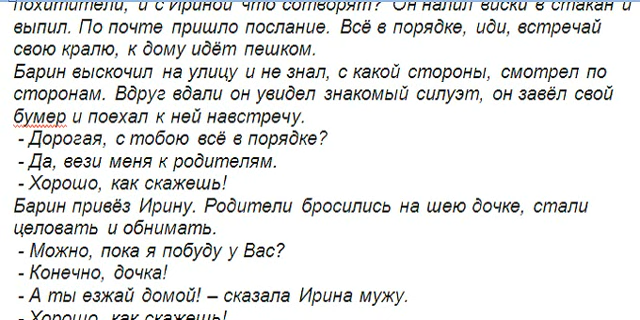 похитители, и с Ириной что сотворят? Он налил виски в стакан и
выпил. По почте пришло послание. Всё в порядке, иди, встречай
свою кралю, к дому идёт пешком.
Барин выскочил на улицу и не знал, с какой стороны, смотрел по
сторонам. Вдруг вдали он увидел знакомый силуэт, он завёл свой
бумер и поехал к ней навстречу.
- Дорогая, с тобою всё в порядке?
- Да, вези меня к родителям.
- Хорошо, как скажешь!
Барин привёз Ирину. Родители бросились на шею дочке, стали
целовать и обнимать.
- Можно, пока я побуду у Вас?
- Конечно, дочка!
- А ты езжай домой! – сказала Ирина мужу.
- Хорошо, как скажешь!